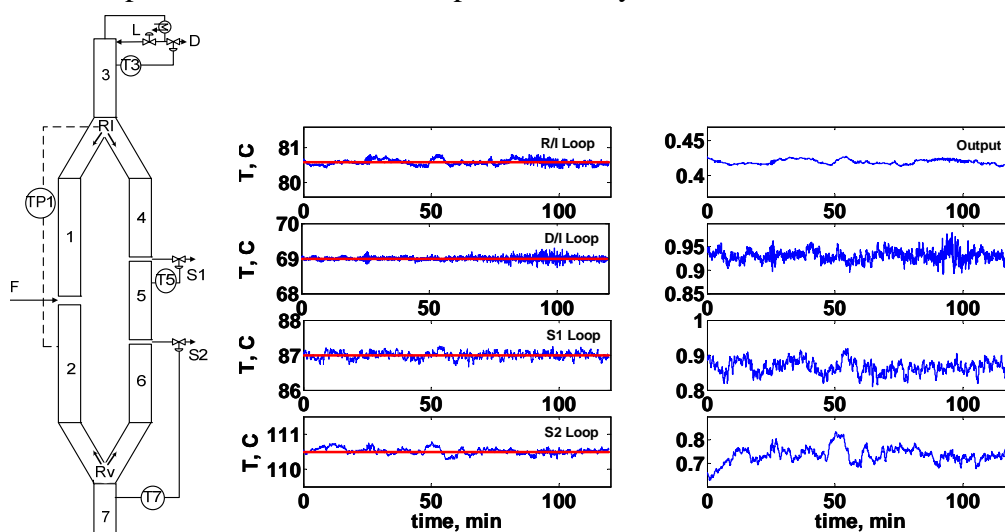 L
D
T3
3
RI
TP1
1
4
F
S1
T5
5
S2
2
6
Rv
T7
7
T, C
81
80
R/I Loop
0
50
100
T, C
70
69
68
D/I Loop
0
50
100
T, C
88
87
86
S1 Loop
0
50
100
T, C
111
110
S2 Loop
0
50
100
time, min
0.45
0.4
Output
0
50
100
0.95
0.9
0.85
0
50
100
1
0.9
0.8
0
50
100
0.8
0.7
0
50
100
time, min